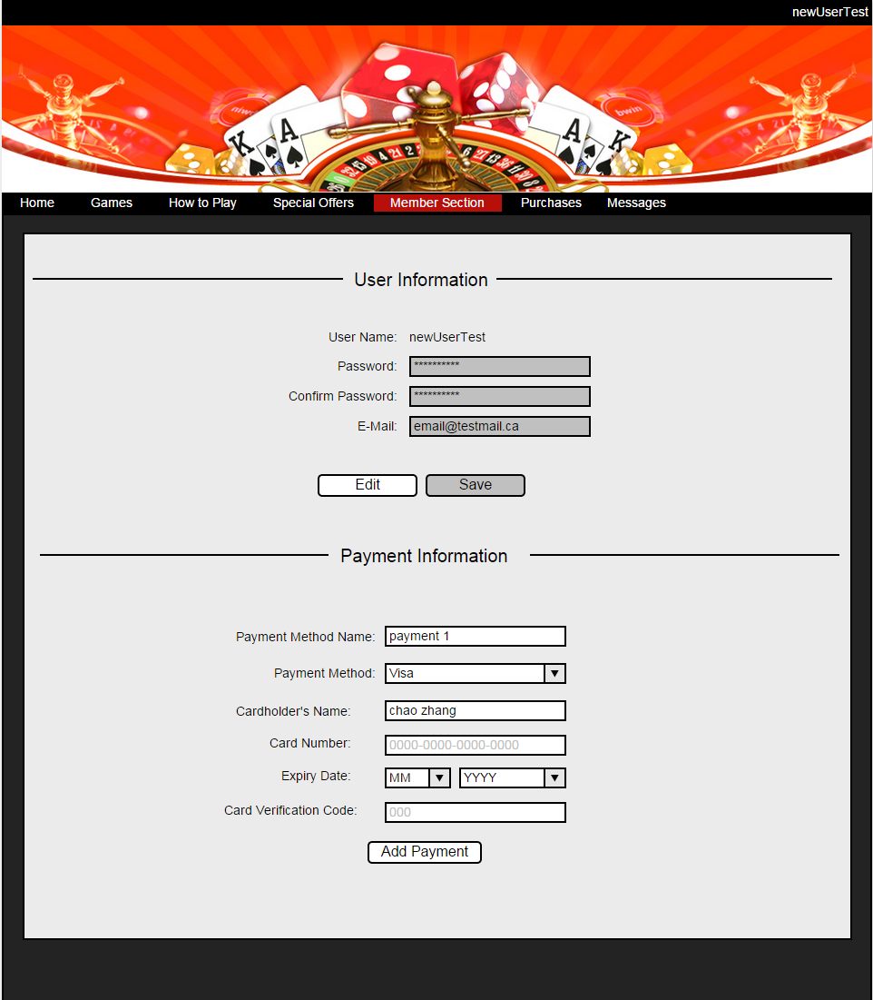 newUserTest
bwin
K A A K
Home Games How to Play Special Offers Member Section Purchases Messages
User Information
User Name: newUserTest
Password: **********
Confirm Password: **********
E-Mail: email@testmail.ca
Edit Save
Payment Information
Payment Method Name: payment 1
Payment Method: Visa
Cardholder's Name: chao zhang
Card Number: 0000-0000-0000-0000
Expiry Date: MM YYYY
Card Verification Code: 000
Add Payment